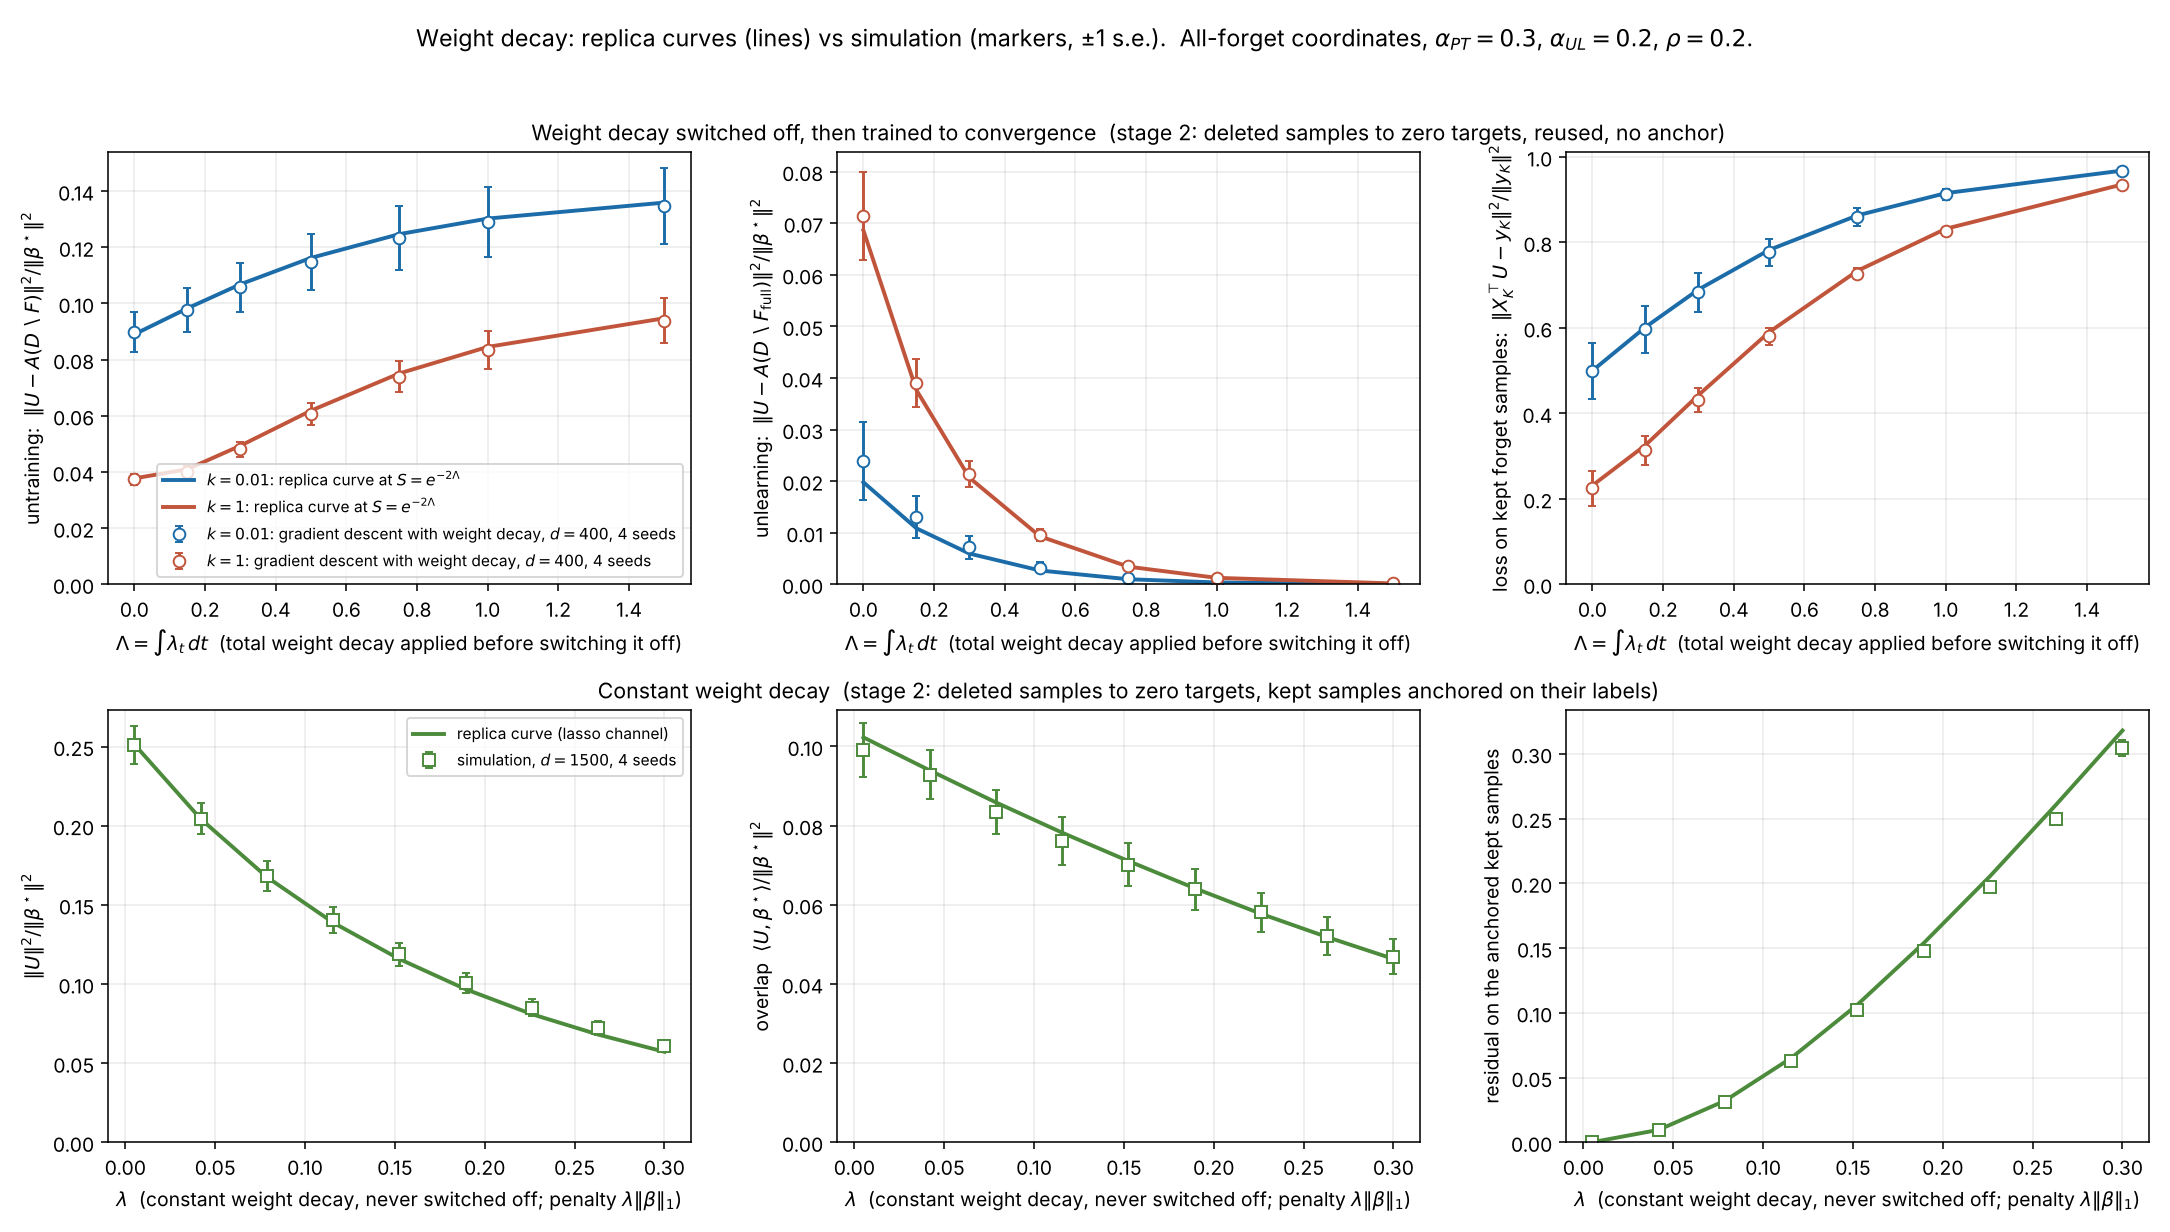 Weight decay: replica curves (lines) vs simulation (markers, ±1 s.e.).  All-forget coordinates, α_PT = 0.3, α_UL = 0.2, ρ = 0.2.
Weight decay switched off, then trained to convergence  (stage 2: deleted samples to zero targets, reused, no anchor)
untraining:  ‖U − A(D \ F)‖²/‖β⋆‖²
0.14
0.12
0.10
0.08
0.06
0.04
0.02
0.00
k = 0.01: replica curve at S = e^{−2Λ}
k = 1: replica curve at S = e^{−2Λ}
k = 0.01: gradient descent with weight decay, d = 400, 4 seeds
k = 1: gradient descent with weight decay, d = 400, 4 seeds
0.0 0.2 0.4 0.6 0.8 1.0 1.2 1.4
Λ = ∫λ_t dt  (total weight decay applied before switching it off)
unlearning:  ‖U − A(D \ F_full)‖²/‖β⋆‖²
0.08
0.07
0.06
0.05
0.04
0.03
0.02
0.01
0.00
0.0 0.2 0.4 0.6 0.8 1.0 1.2 1.4
Λ = ∫λ_t dt  (total weight decay applied before switching it off)
loss on kept forget samples:  ‖X_K^⊤ U − y_K‖²/‖y_K‖²
1.0
0.8
0.6
0.4
0.2
0.0
0.0 0.2 0.4 0.6 0.8 1.0 1.2 1.4
Λ = ∫λ_t dt  (total weight decay applied before switching it off)
Constant weight decay  (stage 2: deleted samples to zero targets, kept samples anchored on their labels)
‖U‖²/‖β⋆‖²
0.25
0.20
0.15
0.10
0.05
0.00
replica curve (lasso channel)
simulation, d = 1500, 4 seeds
0.00 0.05 0.10 0.15 0.20 0.25 0.30
λ  (constant weight decay, never switched off; penalty λ‖β‖₁)
overlap  ⟨U, β⋆⟩/‖β⋆‖²
0.10
0.08
0.06
0.04
0.02
0.00
0.00 0.05 0.10 0.15 0.20 0.25 0.30
λ  (constant weight decay, never switched off; penalty λ‖β‖₁)
residual on the anchored kept samples
0.30
0.25
0.20
0.15
0.10
0.05
0.00
0.00 0.05 0.10 0.15 0.20 0.25 0.30
λ  (constant weight decay, never switched off; penalty λ‖β‖₁)